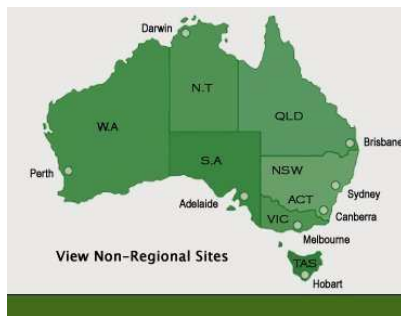 Darwin
N.T
QLD
W.A
Brisbane
S.A
NSW
Perth
Sydney
ACT
Adelaide
Canberra
VIC
Melbourne
View Non-Regional Sites
TAS
Hobart